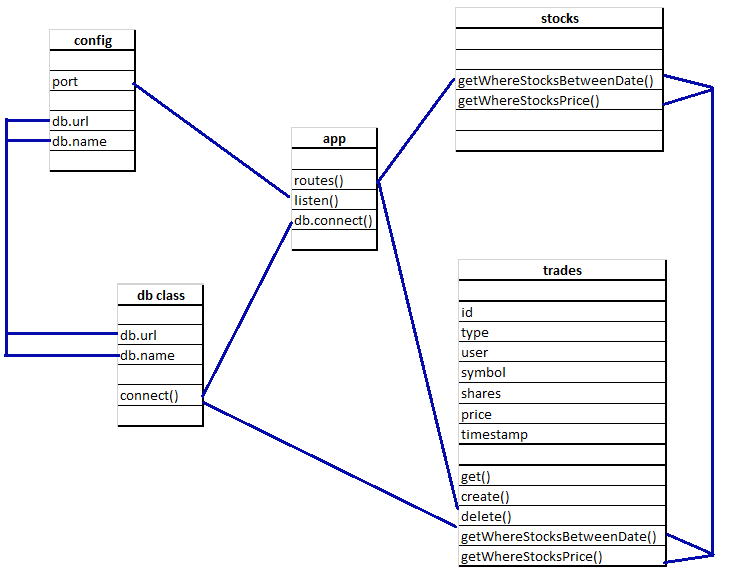 config
port
db.url
db.name
app
routes()
listen()
db.connect()
stocks
getWhereStocksBetweenDate()
getWhereStocksPrice()
db class
db.url
db.name
connect()
trades
id
type
user
symbol
shares
price
timestamp
get()
create()
delete()
getWhereStocksBetweenDate()
getWhereStocksPrice()